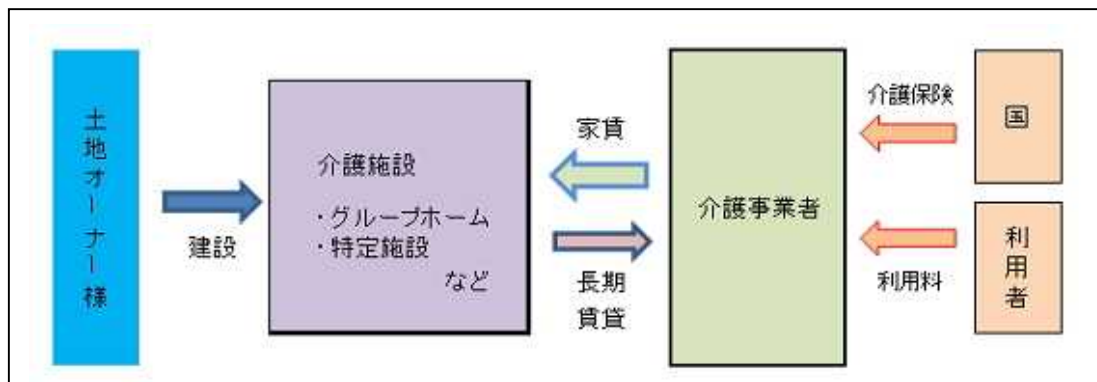 土地オーナー様
建設
介護施設
・グループホーム
・特定施設
など
家賃
長期
賃貸
介護事業者
介護保険
国
利用料
利用者